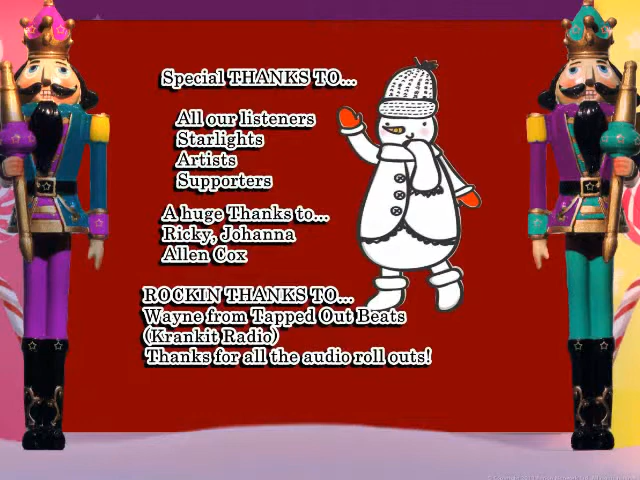 Special THANKS TO...
All our listeners
Starlights
Artists
Supporters
A huge Thanks to...
Ricky, Johanna
Allen Cox
ROCKIN THANKS TO...
Wayne from Tapped Out Beats
(Krankit Radio)
Thanks for all the audio roll outs!